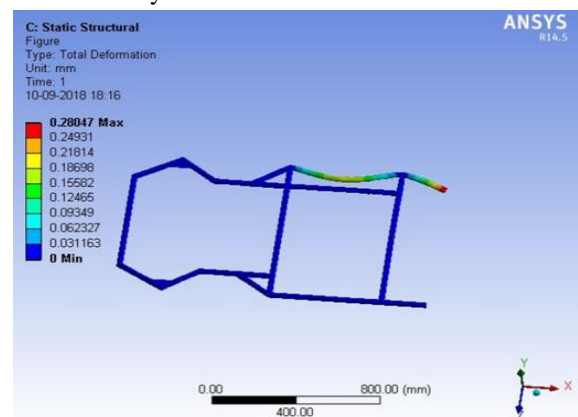 C: Static Structural
Figure
Type: Total Deformation
Unit: mm
Time: 1
10-09-2018 18:16
ANSYS
R14.5
0.28047 Max
0.24931
0.21814
0.18698
0.15582
0.12465
0.09349
0.062327
0.031163
0 Min
0.00 800.00 (mm)
400.00
Y
X